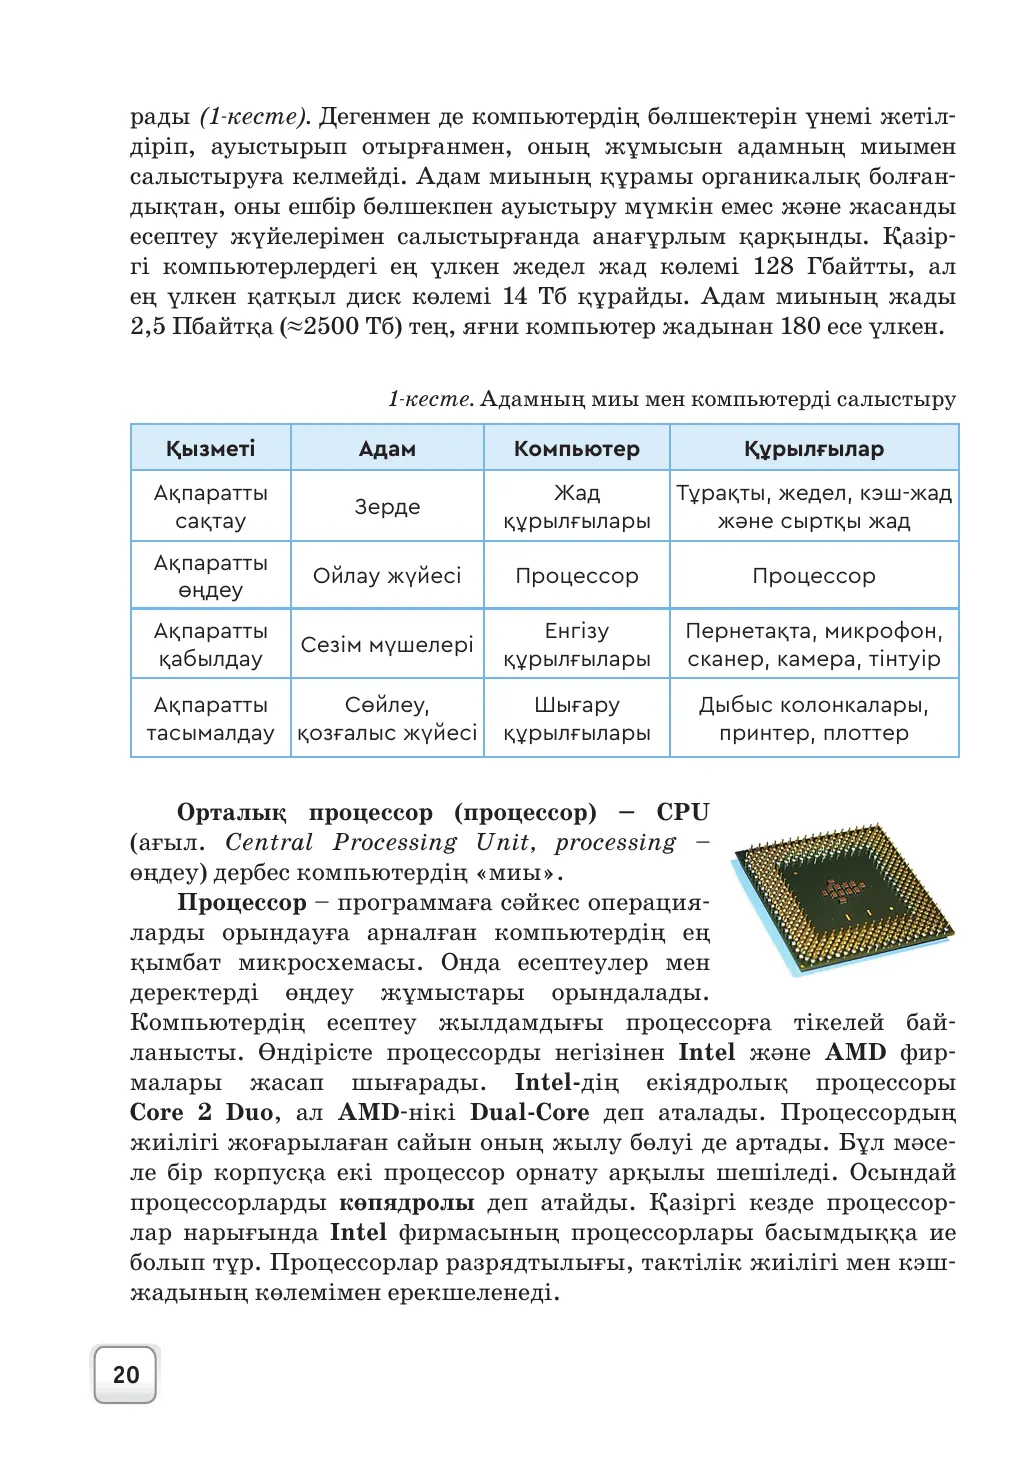 рады (1-кесте). Дегенмен де компьютердің бөлшектерін үнемі жетіл-
діріп, ауыстырып отырғанмен, оның жұмысын адамның миымен
салыстыруға келмейді. Адам миының құрамы органикалық болған-
дықтан, оны ешбір бөлшекпен ауыстыру мүмкін емес және жасанды
есептеу жүйелерімен салыстырғанда анағұрлым қарқынды. Қазір-
гі компьютерлердегі ең үлкен жедел жад көлемі 128 Гбайтты, ал
ең үлкен қатқыл диск көлемі 14 Тб құрайды. Адам миының жады
2,5 Пбайтқа (≈2500 Тб) тең, яғни компьютер жадынан 180 есе үлкен.
1-кесте. Адамның миы мен компьютерді салыстыру
Қызметі Адам Компьютер Құрылғылар
Ақпаратты
сақтау
Зерде
Жад
құрылғылары
Тұрақты, жедел, кэш-жад
және сыртқы жад
Ақпаратты
өңдеу
Ойлау жүйесі
Процессор
Процессор
Ақпаратты
қабылдау
Сезім мүшелері
Енгізу
құрылғылары
Пернетақта, микрофон,
сканер, камера, тінтуір
Ақпаратты
тасымалдау
Сөйлеу,
қозғалыс жүйесі
Шығару
құрылғылары
Дыбыс колонкалары,
принтер, плоттер
Орталық процессор (процессор) – CPU
(ағыл. Central Processing Unit, processing –
өңдеу) дербес компьютердің «миы».
Процессор – программаға сәйкес операция-
ларды орындауға арналған компьютердің ең
қымбат микросхемасы. Онда есептеулер мен
деректерді өңдеу жұмыстары орындалады.
Компьютердің есептеу жылдамдығы процессорға тікелей бай-
ланысты. Өндірісте процессорды негізінен Intel және AMD фир-
малары жасап шығарады. Intel-дің екіядролық процессоры
Core 2 Duo, ал AMD-нікі Dual-Core деп аталады. Процессордың
жиілігі жоғарылаған сайын оның жылу бөлуі де артады. Бұл мәсе-
ле бір корпусқа екі процессор орнату арқылы шешіледі. Осындай
процессорларды көпядролы деп атайды. Қазіргі кезде процессор-
лар нарығында Intel фирмасының процессорлары басымдыққа ие
болып тұр. Процессорлар разрядтылығы, тактілік жиілігі мен кэш-
жадының көлемімен ерекшеленеді.
20